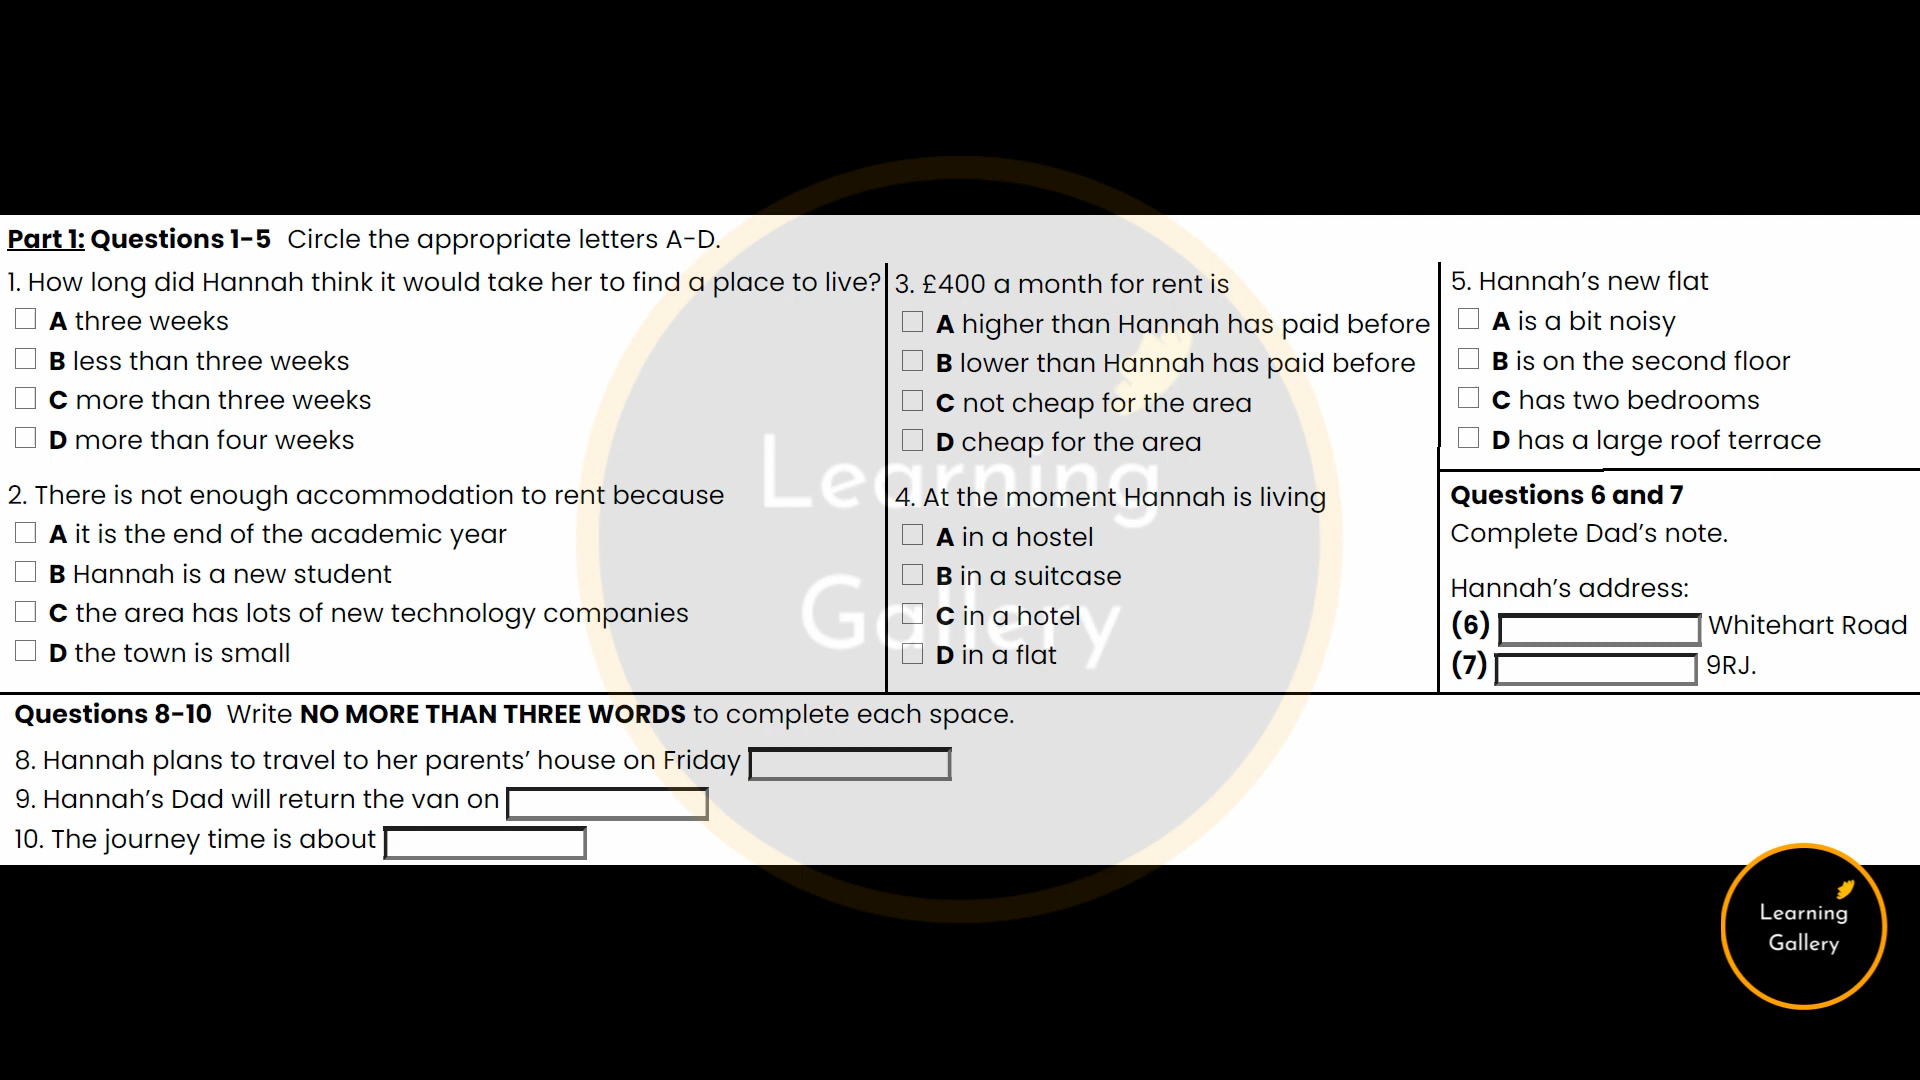 Part 1: Questions 1-5 Circle the appropriate letters A-D.
1. How long did Hannah think it would take her to find a place to live?
A three weeks
B less than three weeks
C more than three weeks
D more than four weeks
2. There is not enough accommodation to rent because
A it is the end of the academic year
B Hannah is a new student
C the area has lots of new technology companies
D the town is small
3. £400 a month for rent is
A higher than Hannah has paid before
B lower than Hannah has paid before
C not cheap for the area
D cheap for the area
4. At the moment Hannah is living
A in a hostel
B in a suitcase
C in a hotel
D in a flat
5. Hannah's new flat
A is a bit noisy
B is on the second floor
C has two bedrooms
D has a large roof terrace
Questions 6 and 7
Complete Dad's note.
Hannah's address:
(6) Whitehart Road
(7) 9RJ.
Questions 8-10 Write NO MORE THAN THREE WORDS to complete each space.
8. Hannah plans to travel to her parents' house on Friday
9. Hannah's Dad will return the van on
10. The journey time is about
Learning
Gallery
Learning
Gallery